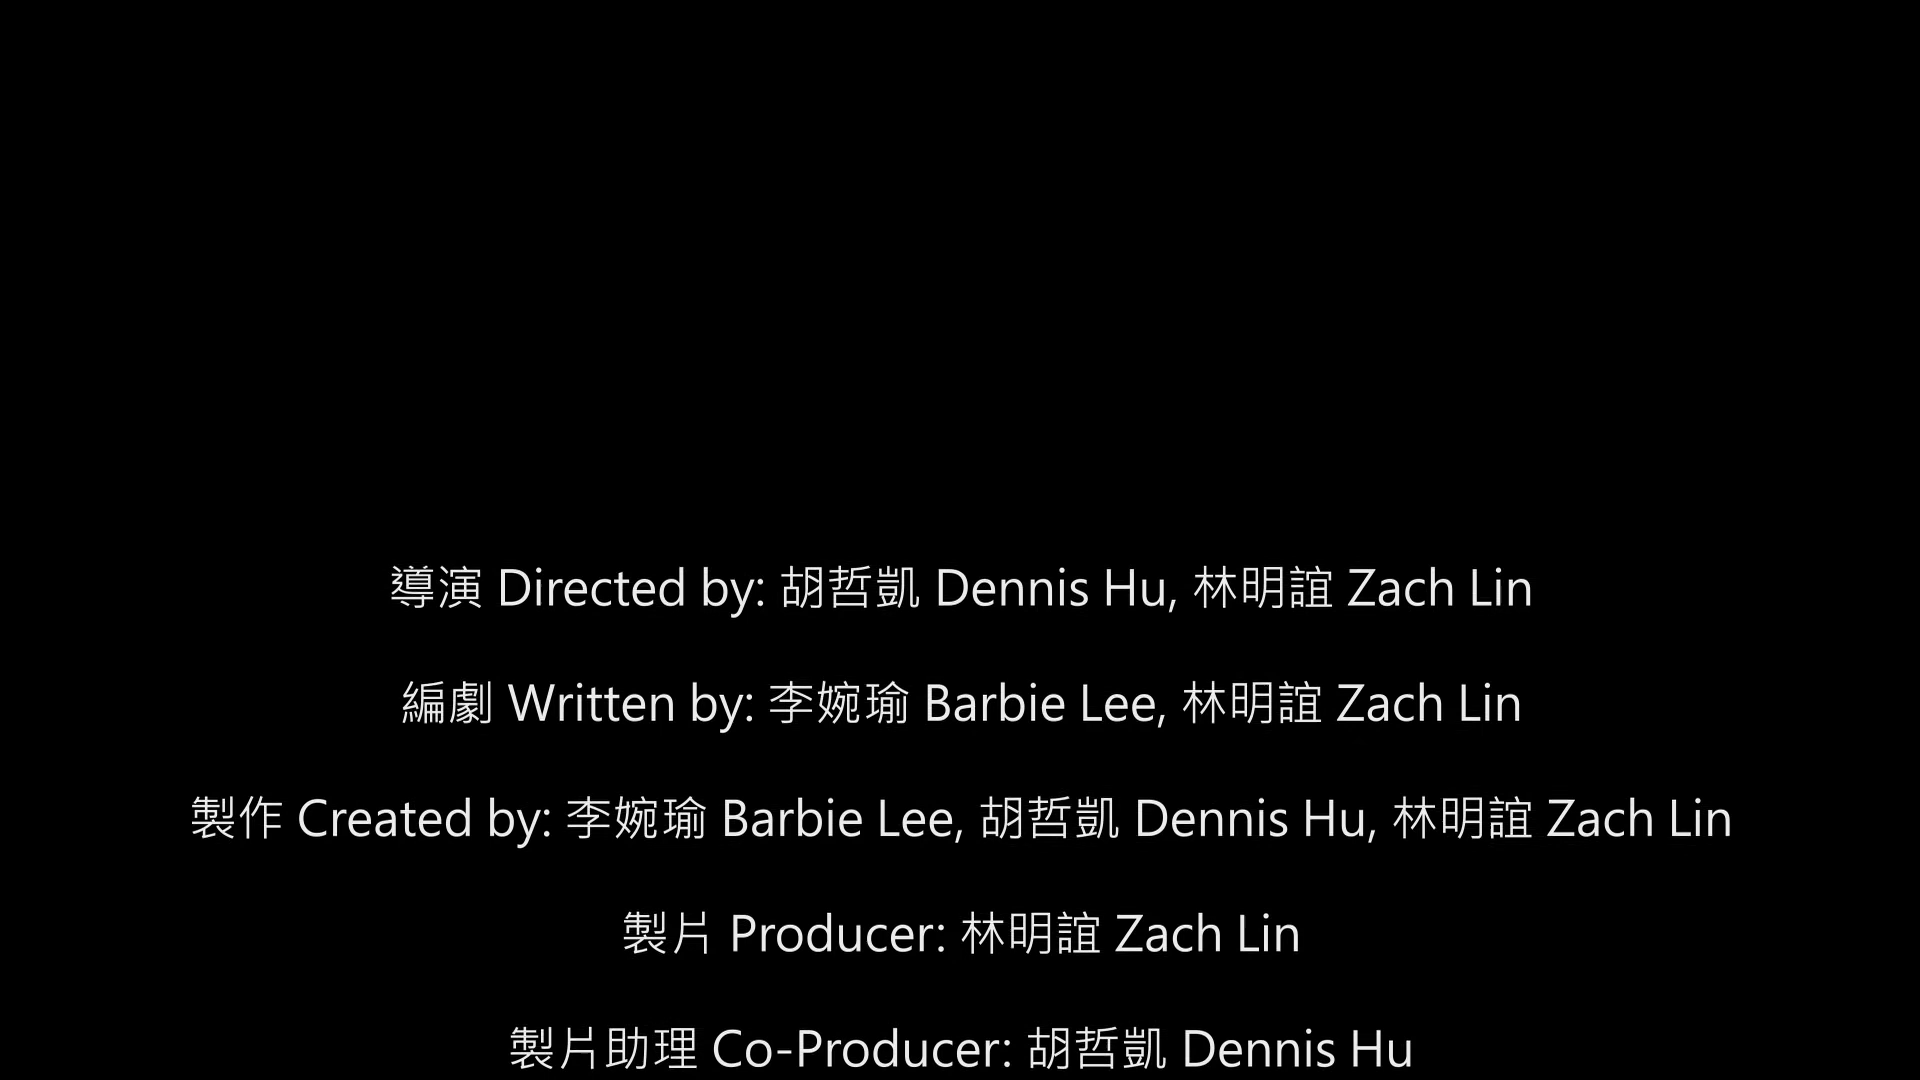 導演 Directed by: 胡哲凱 Dennis Hu, 林明誼 Zach Lin
編劇 Written by: 李婉瑜 Barbie Lee, 林明誼 Zach Lin
製作 Created by: 李婉瑜 Barbie Lee, 胡哲凱 Dennis Hu, 林明誼 Zach Lin
製片 Producer: 林明誼 Zach Lin
製片助理 Co-Producer: 胡哲凱 Dennis Hu